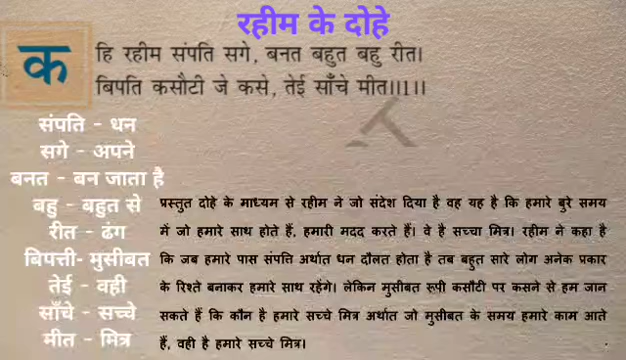 रहीम के दोहे
कहि रहीम संपति सगे, बनत बहुत बहु रीत।
बिपति कसौटी जे कसे, तेई साँचे मीत।।1।।
संपति - धन
सगे - अपने
बनत - बन जाता है
बहु - बहुत से
रीत - ढंग
बिपत्ती- मुसीबत
तेई - वही
साँचे - सच्चे
मीत - मित्र
प्रस्तुत दोहे के माध्यम से रहीम ने जो संदेश दिया है वह यह है कि हमारे बुरे समय
में जो हमारे साथ होते हैं, हमारी मदद करते हैं। वे है सच्चा मित्र। रहीम ने कहा है
कि जब हमारे पास संपति अर्थात धन दौलत होता है तब बहुत सारे लोग अनेक प्रकार
के रिश्ते बनाकर हमारे साथ रहेंगे। लेकिन मुसीबत रूपी कसौटी पर कसने से हम जान
सकते हैं कि कौन है हमारे सच्चे मित्र अर्थात जो मुसीबत के समय हमारे काम आते
हैं, वही है हमारे सच्चे मित्र।